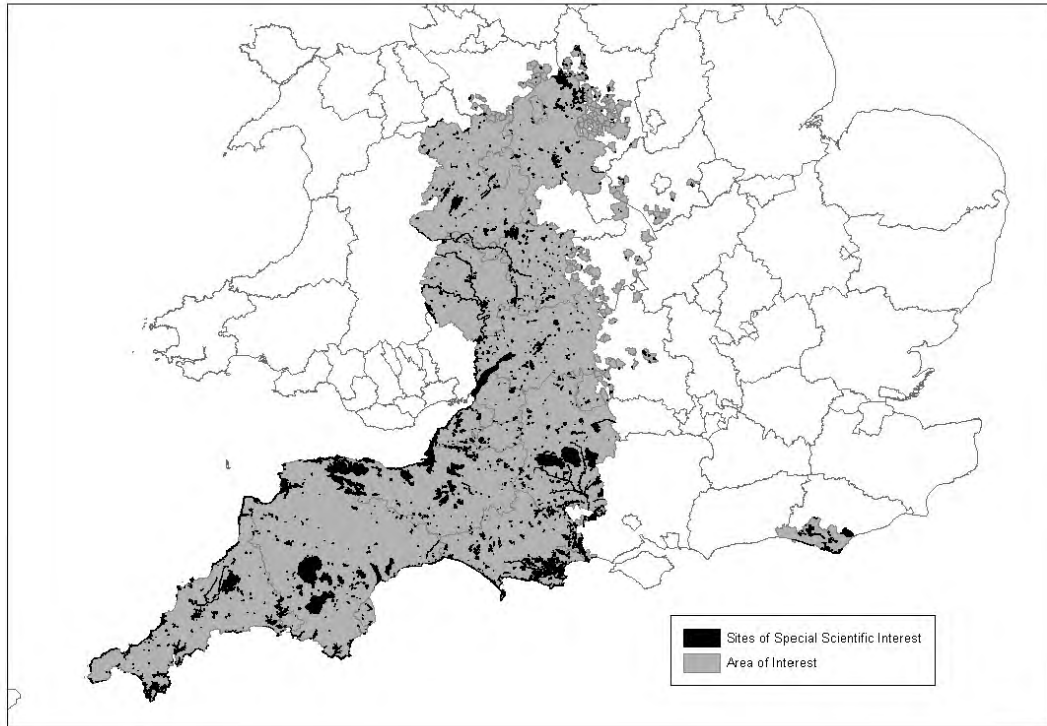 Sites of Special Scientific Interest
Area of Interest